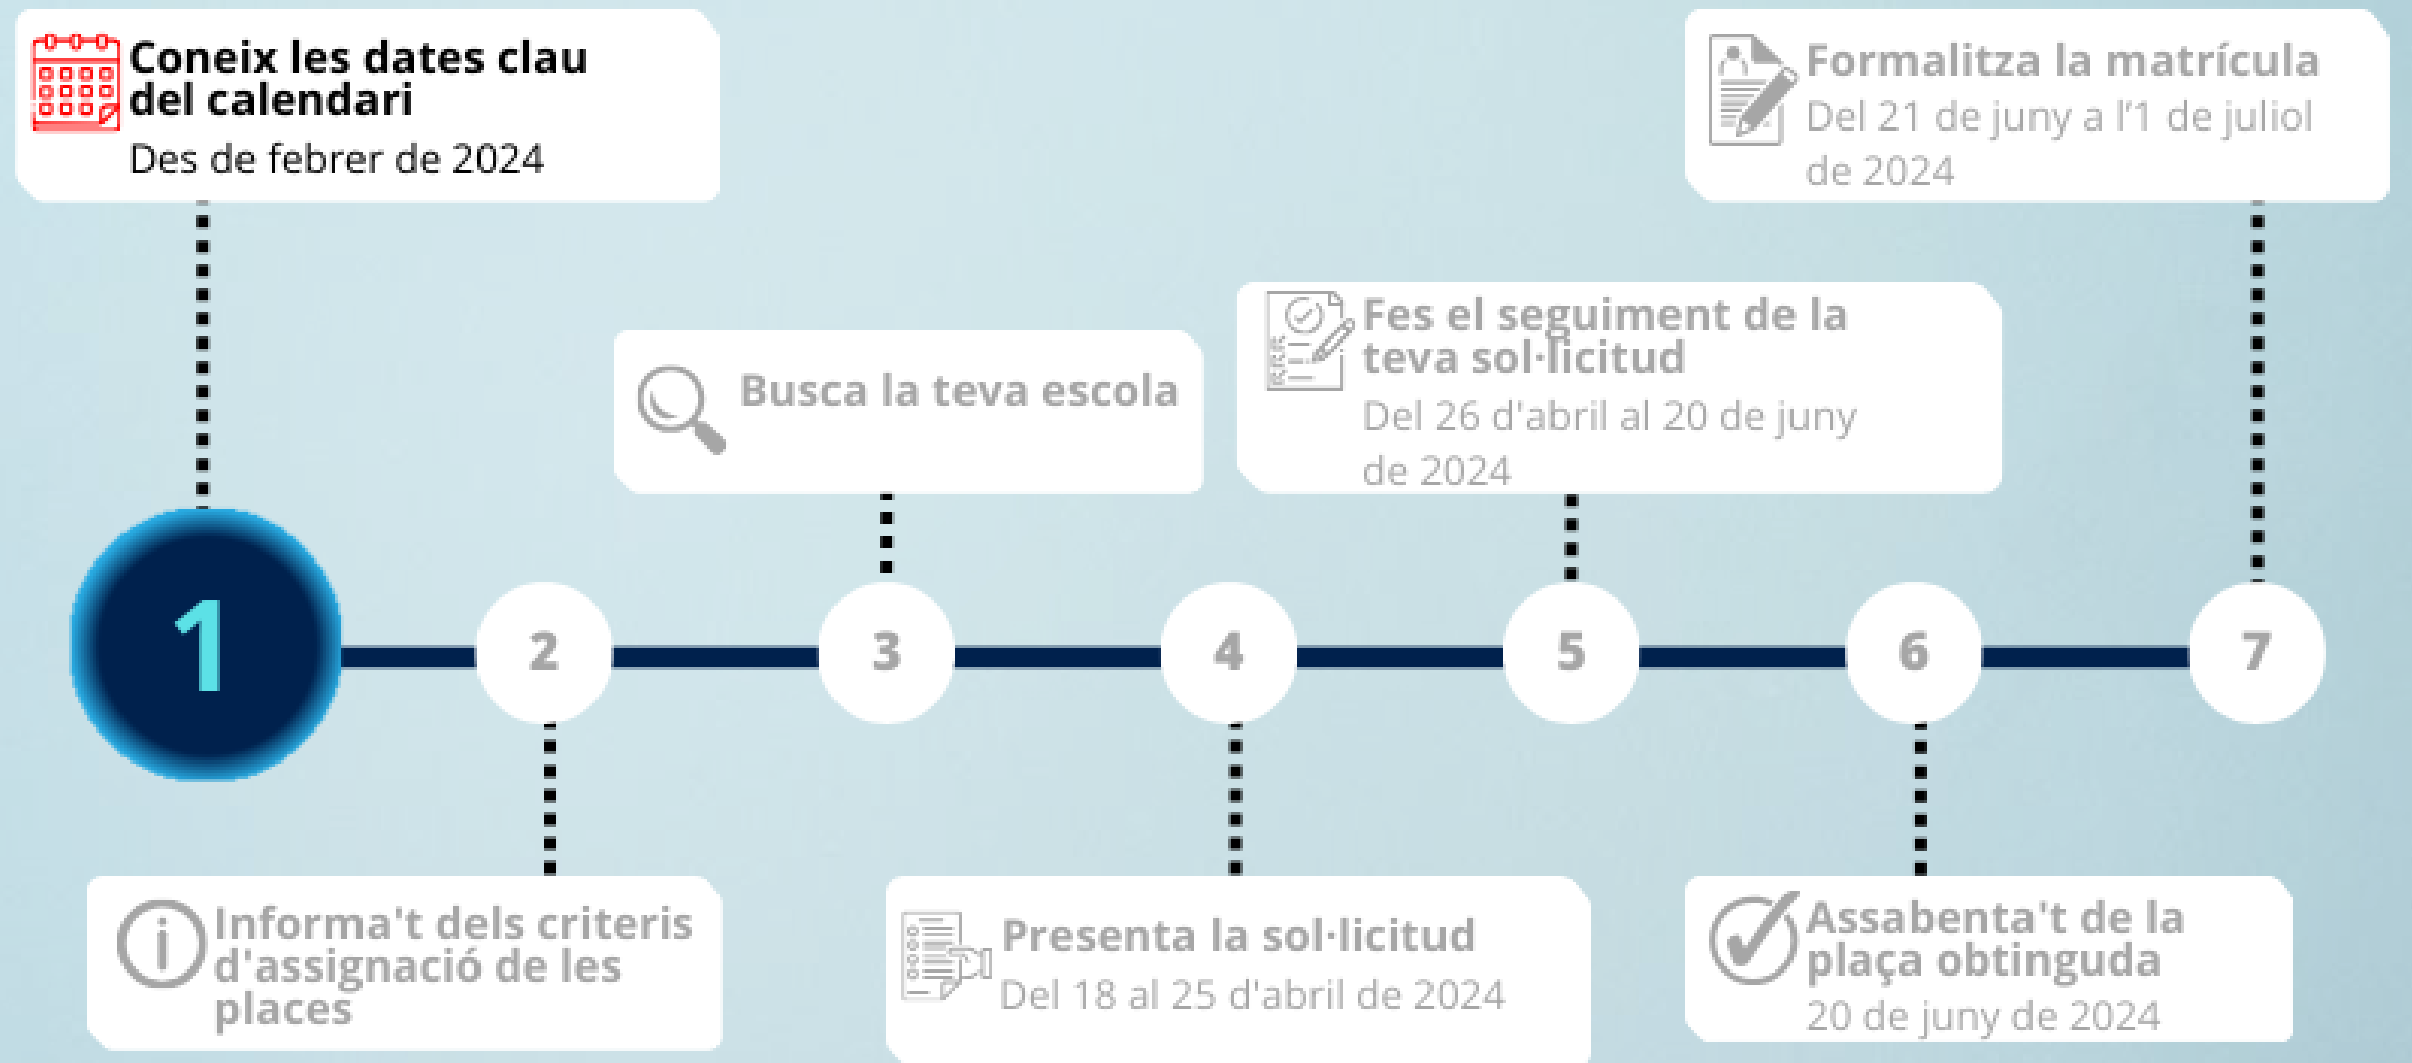 Coneix les dates clau
del calendari
Des de febrer de 2024
Formalitza la matrícula
Del 21 de juny a l'1 de juliol
de 2024
Fes el seguiment de la
teva sol·licitud
Del 26 d'abril al 20 de juny
de 2024
Busca la teva escola
1
2
3
4
5
6
7
Informa't dels criteris
d'assignació de les
places
Presenta la sol·licitud
Del 18 al 25 d'abril de 2024
Assabenta't de la
plaça obtinguda
20 de juny de 2024